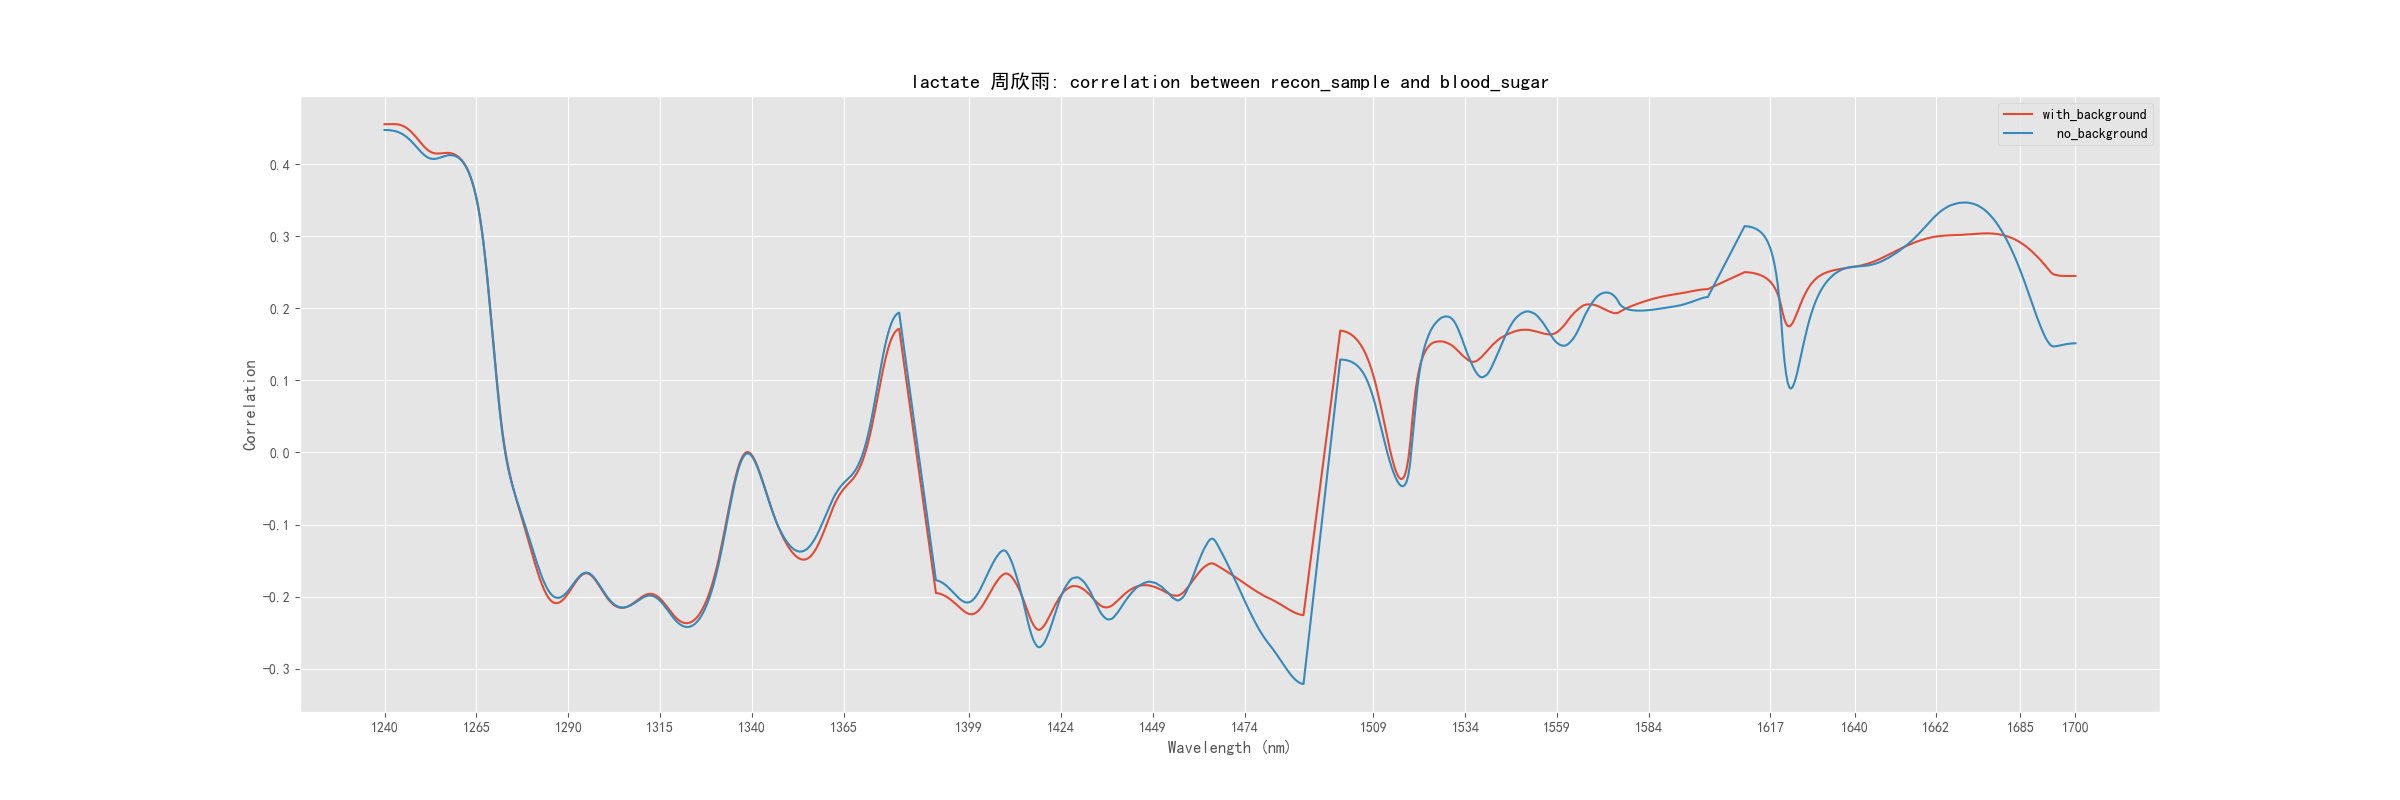 lactate 周欣雨: correlation between recon_sample and blood_sugar
with_background
no_background
Correlation
0.4
0.3
0.2
0.1
0.0
−0.1
−0.2
−0.3
1240 1265 1290 1315 1340 1365 1399 1424 1449 1474 1509 1534 1559 1584 1617 1640 1662 1685 1700
Wavelength (nm)